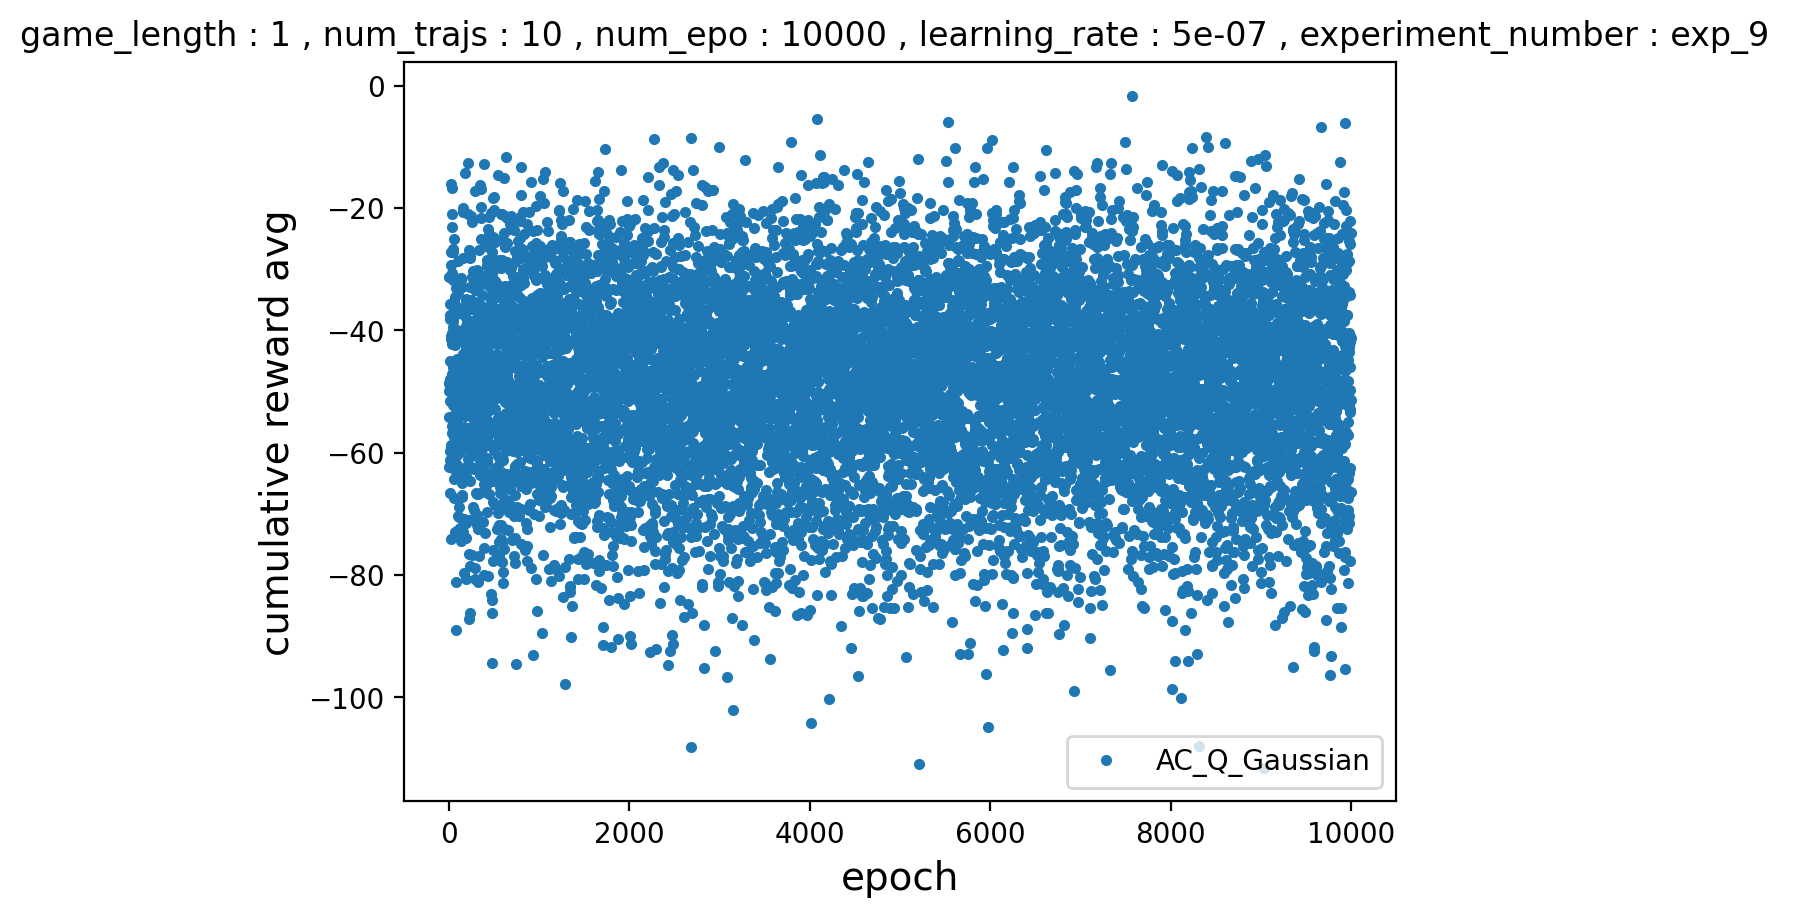 game_length : 1 , num_trajs : 10 , num_epo : 10000 , learning_rate : 5e-07 , experiment_number : exp_9
0
−20
−40
−60
−80
−100
cumulative reward avg
AC_Q_Gaussian
0 2000 4000 6000 8000 10000
epoch